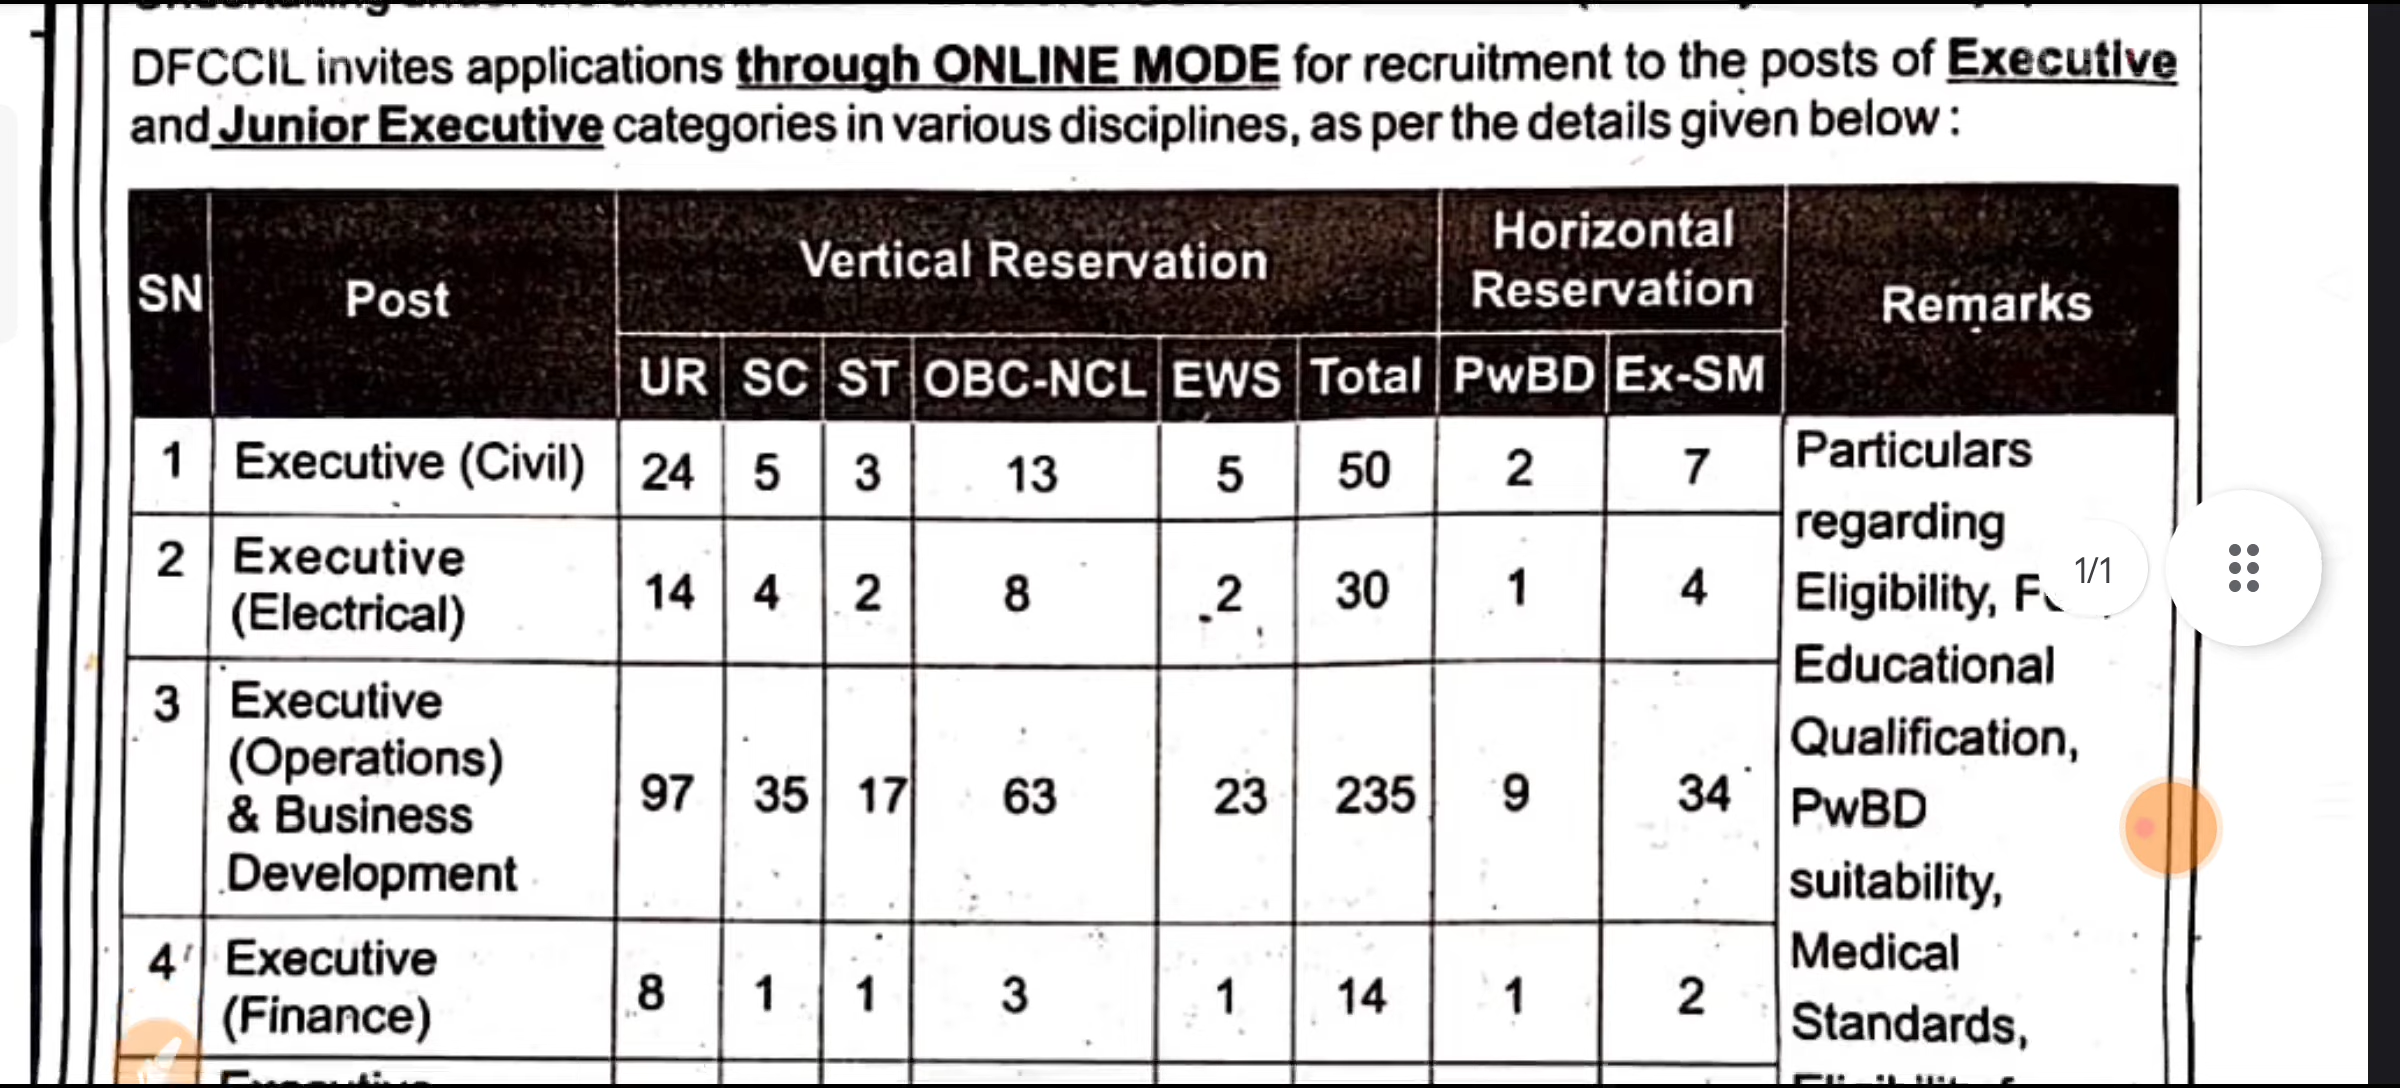 DFCCIL invites applications through ONLINE MODE for recruitment to the posts of Executive
and Junior Executive categories in various disciplines, as per the details given below :
SN Post Vertical Reservation Horizontal Reservation Remarks
UR SC ST OBC-NCL EWS Total PwBD Ex-SM
1 Executive (Civil) 24 5 3 13 5 50 2 7
2 Executive (Electrical) 14 4 2 8 2 30 1 4
3 Executive (Operations) & Business Development 97 35 17 63 23 235 9 34
4 Executive (Finance) 8 1 1 3 1 14 1 2
Particulars
regarding
Eligibility,
Educational
Qualification,
PwBD
suitability,
Medical
Standards,
1/1